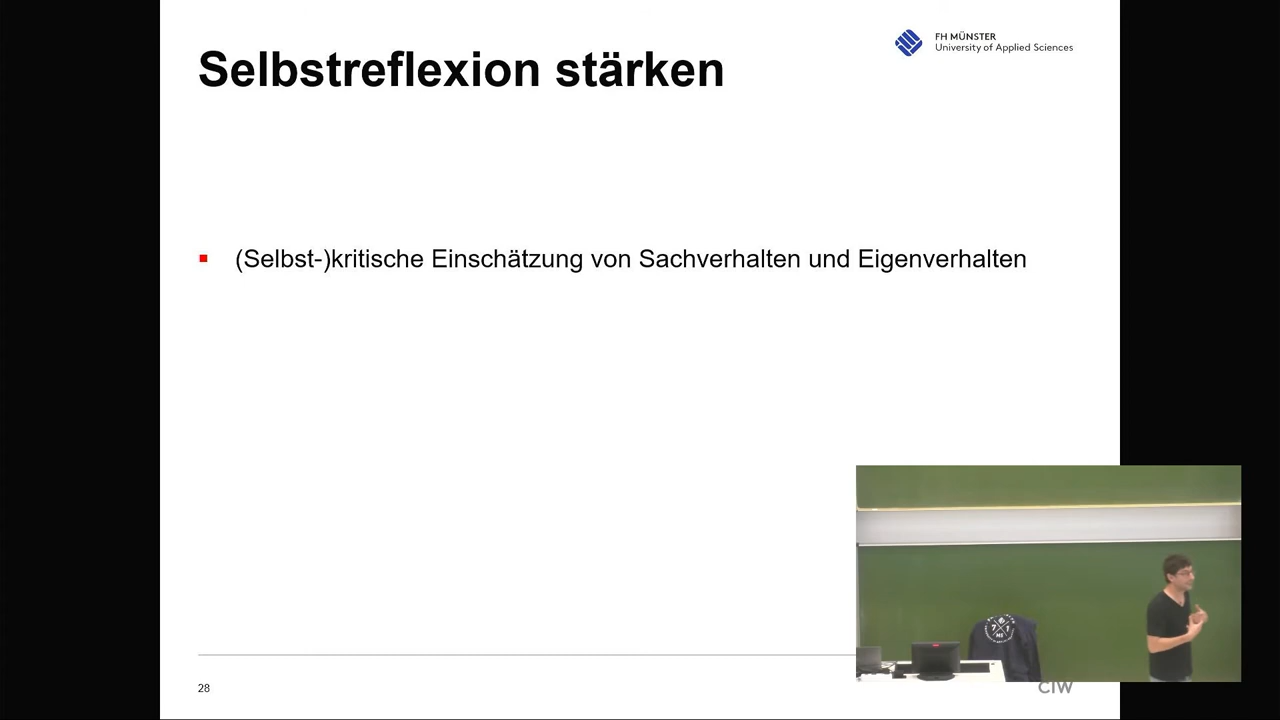 FH MÜNSTER
University of Applied Sciences
Selbstreflexion stärken
(Selbst-)kritische Einschätzung von Sachverhalten und Eigenverhalten
28
CIW